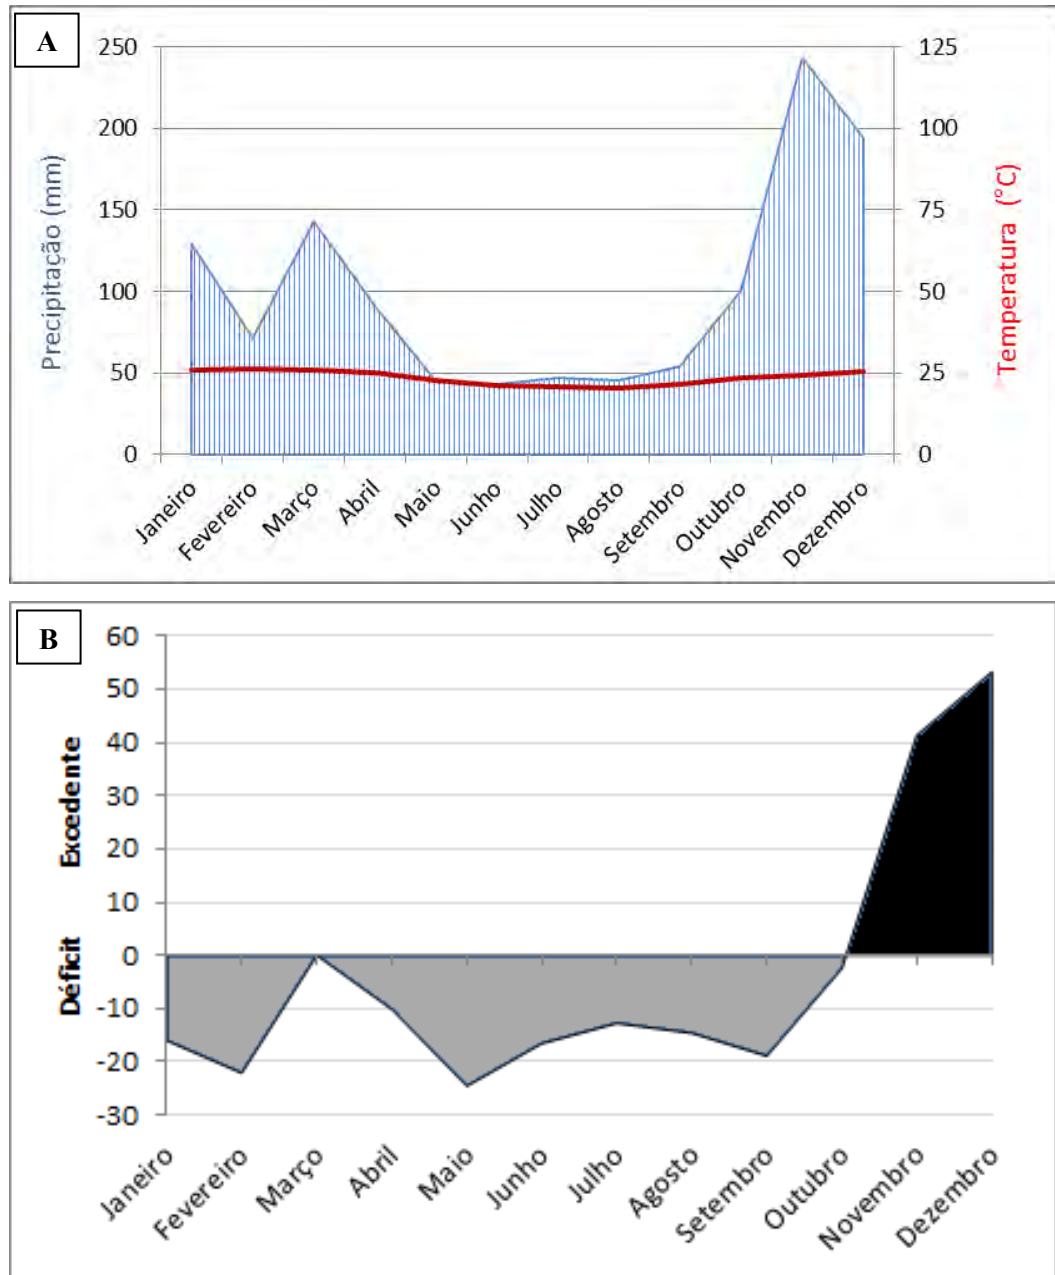 A
250
200
150
100
50
0
Precipitação (mm)
125
100
75
50
25
0
Temperatura (°C)
Janeiro
Fevereiro
Março
Abril
Maio
Junho
Julho
Agosto
Setembro
Outubro
Novembro
Dezembro
B
60
50
40
30
20
10
0
-10
-20
-30
Excedente
Déficit
Janeiro
Fevereiro
Março
Abril
Maio
Junho
Julho
Agosto
Setembro
Outubro
Novembro
Dezembro